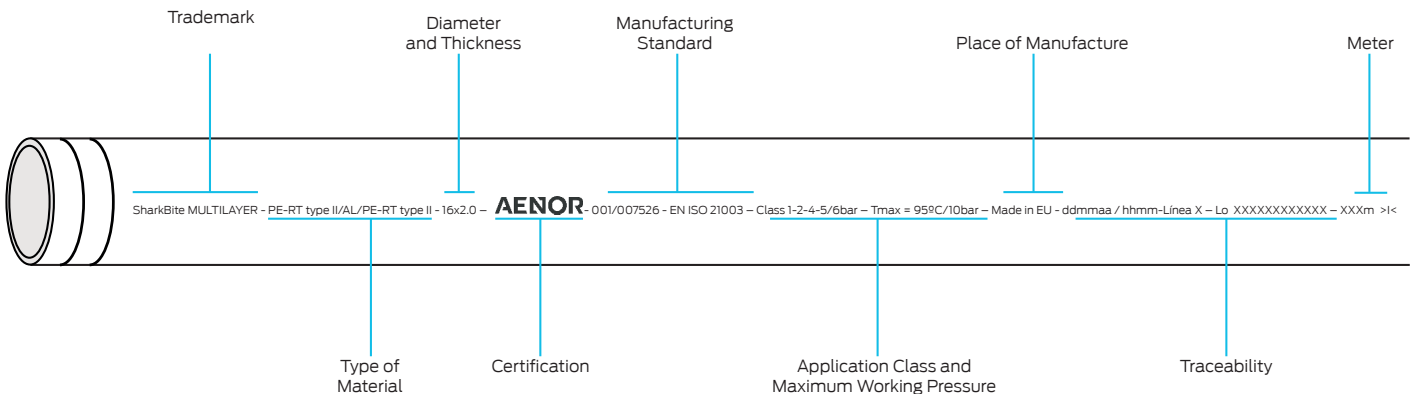 Trademark
Diameter
and Thickness
Manufacturing
Standard
Place of Manufacture
Meter
SharkBite MULTILAYER - PE-RT type II/AL/PE-RT type II - 16x2.0 – AENOR - 001/007526 - EN ISO 21003 – Class 1-2-4-5/6bar – Tmax = 95ºC/10bar – Made in EU - ddmmaa / hhmm-Línea X – Lo XXXXXXXXXXXX – XXXm >I<
Type of
Material
Certification
Application Class and
Maximum Working Pressure
Traceability